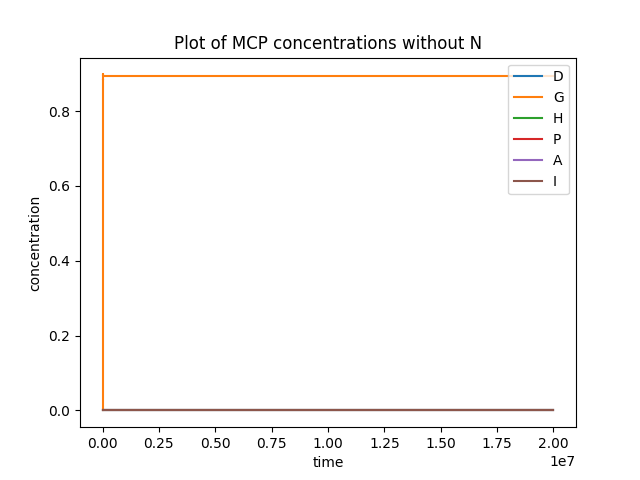 Plot of MCP concentrations without N
concentration
0.8
0.6
0.4
0.2
0.0
D
G
H
P
A
I
0.00 0.25 0.50 0.75 1.00 1.25 1.50 1.75 2.00
time
1e7